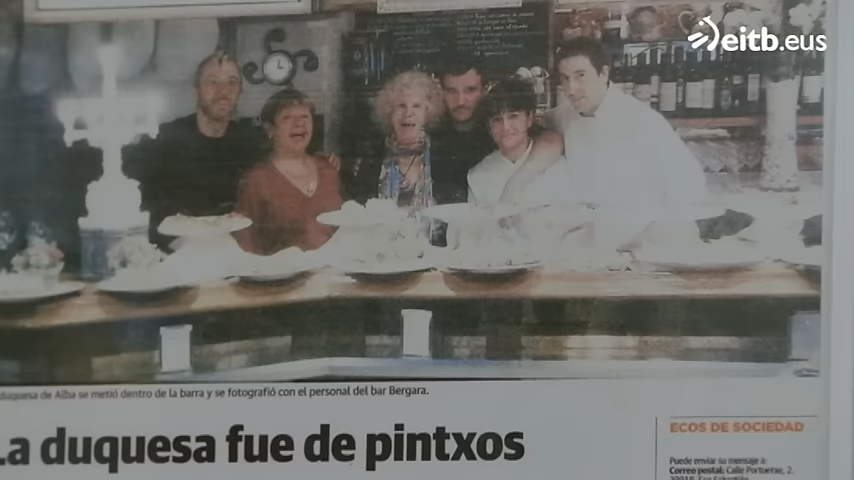 eitb.eus
duquesa de Alba se metió dentro de la barra y se fotografió con el personal del bar Bergara.
La duquesa fue de pintxos
ECOS DE SOCIEDAD
Puede enviar su mensaje a:
Correo postal: Calle Portuetxe, 2.